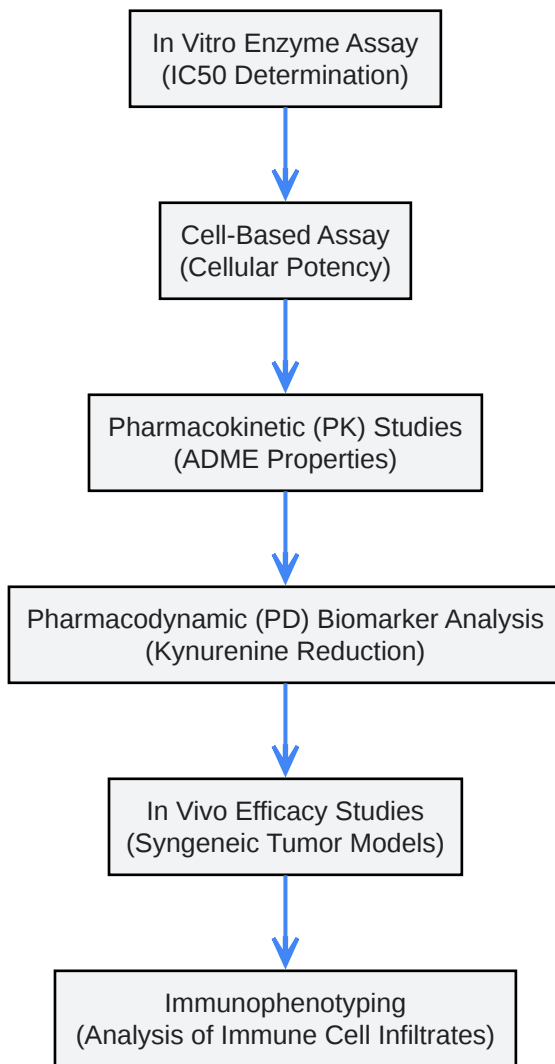 In Vitro Enzyme Assay
(IC50 Determination)
Cell-Based Assay
(Cellular Potency)
Pharmacokinetic (PK) Studies
(ADME Properties)
Pharmacodynamic (PD) Biomarker Analysis
(Kynurenine Reduction)
In Vivo Efficacy Studies
(Syngeneic Tumor Models)
Immunophenotyping
(Analysis of Immune Cell Infiltrates)